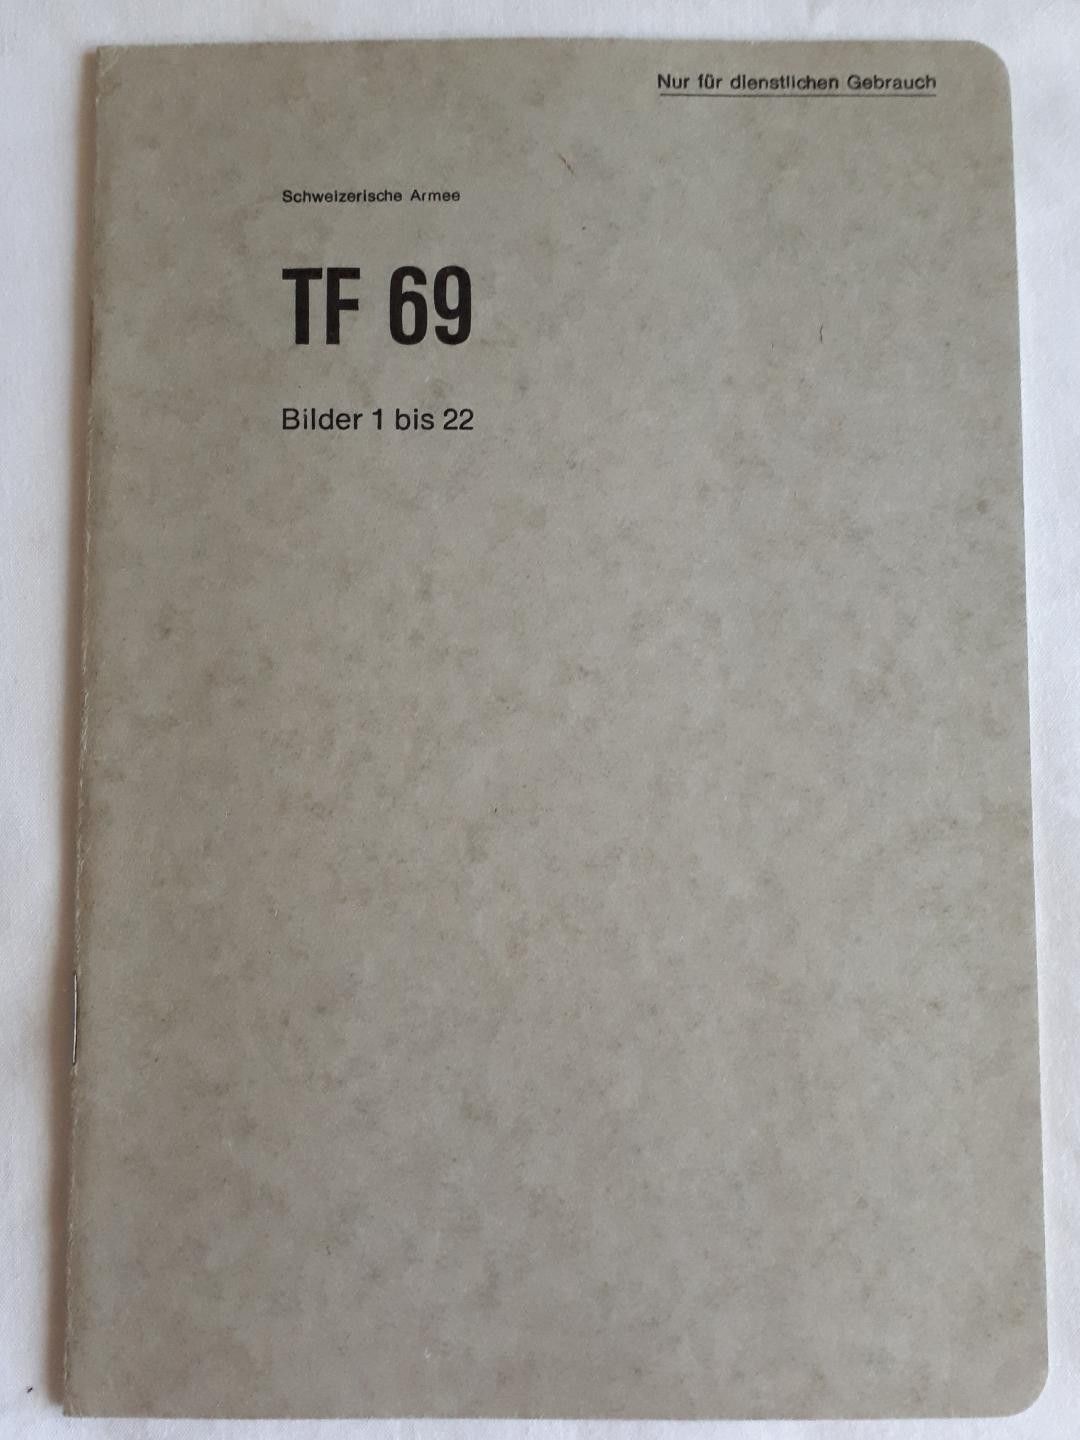 Nur für dienstlichen Gebrauch
Schweizerische Armee
TF 69
Bilder 1 bis 22